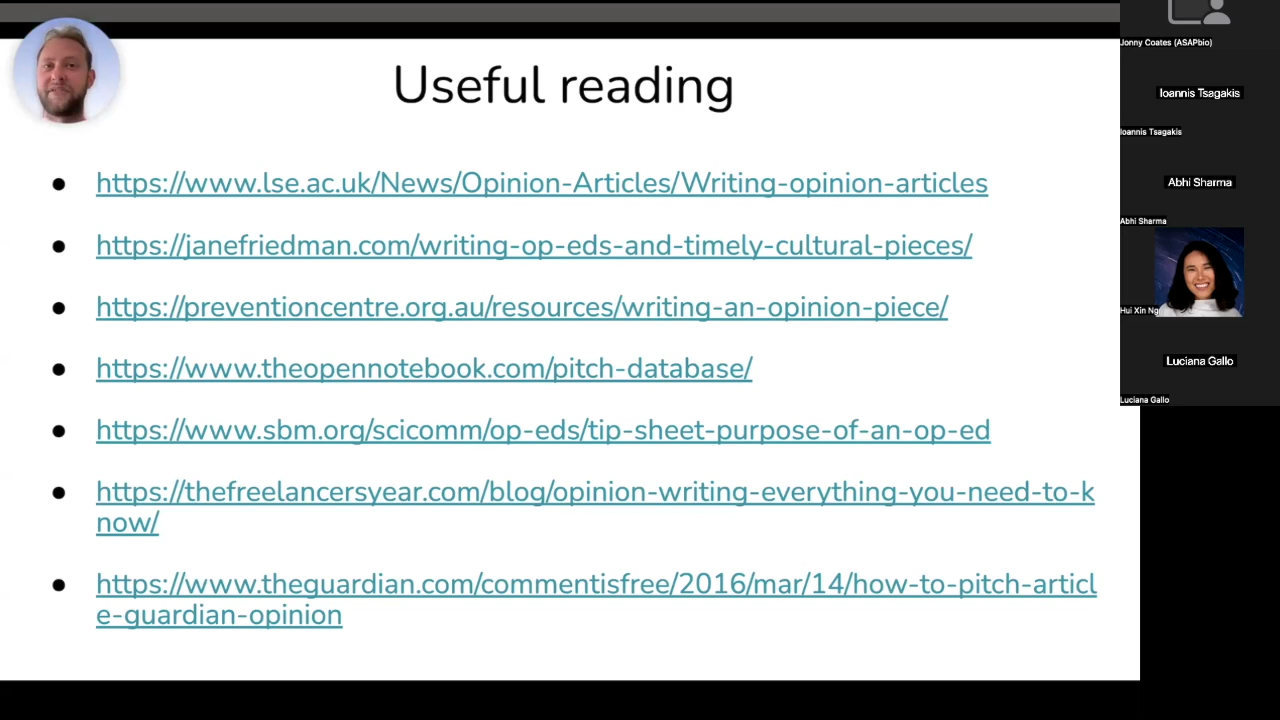 Useful reading
● https://www.lse.ac.uk/News/Opinion-Articles/Writing-opinion-articles
● https://janefriedman.com/writing-op-eds-and-timely-cultural-pieces/
● https://preventioncentre.org.au/resources/writing-an-opinion-piece/
● https://www.theopennotebook.com/pitch-database/
● https://www.sbm.org/scicomm/op-eds/tip-sheet-purpose-of-an-op-ed
● https://thefreelancersyear.com/blog/opinion-writing-everything-you-need-to-k
now/
● https://www.theguardian.com/commentisfree/2016/mar/14/how-to-pitch-articl
e-guardian-opinion
Jonny Coates (ASAPbio)
Ioannis Tsagakis
Ioannis Tsagakis
Abhi Sharma
Abhi Sharma
Hui Xin Ng
Luciana Gallo
Luciana Gallo